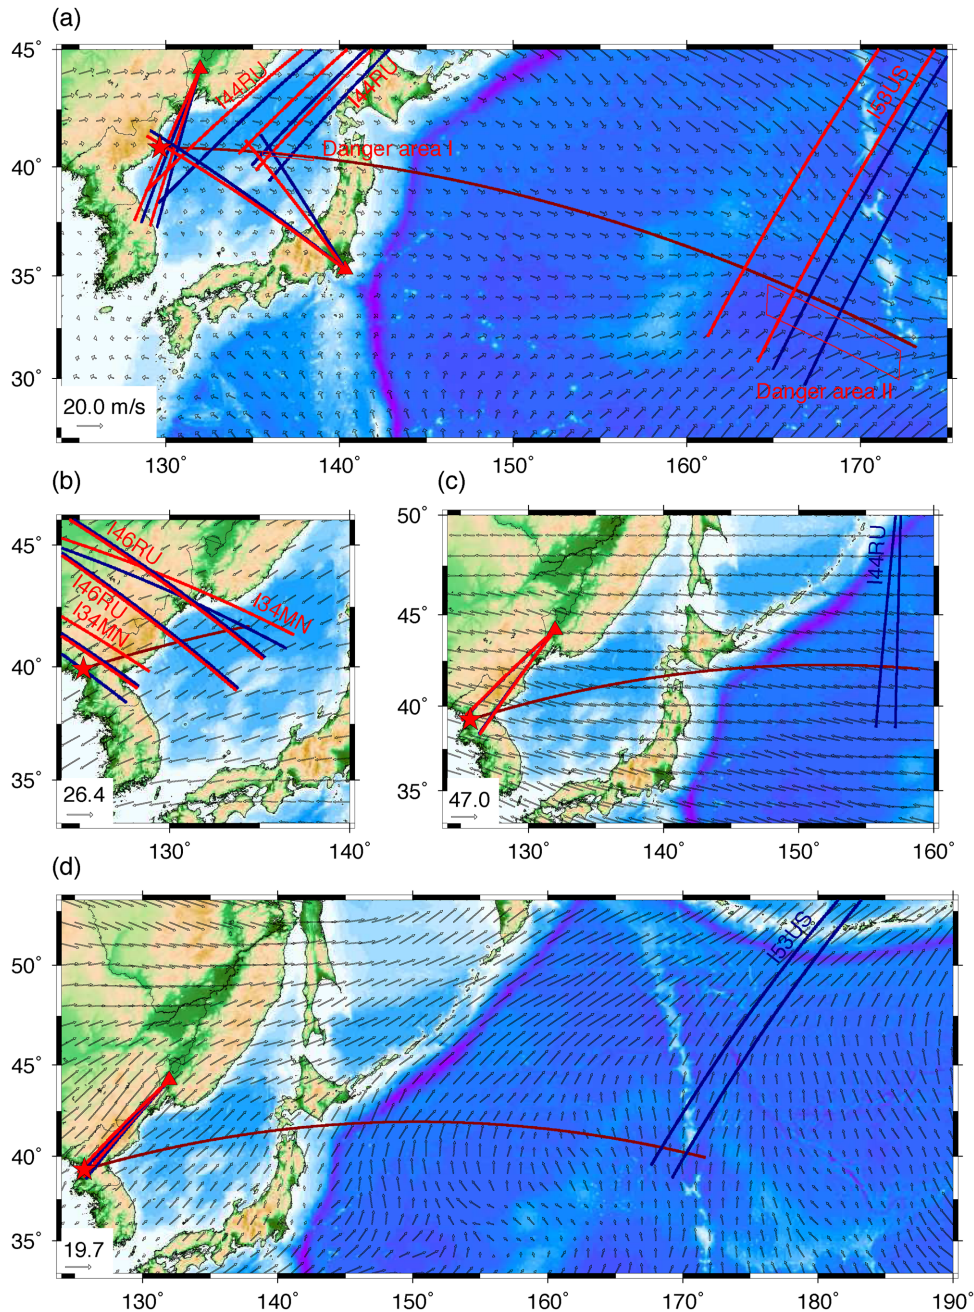 (a)
45°
40°
35°
30°
I44RU
I44RU
I53US
Danger area I
Danger area II
20.0 m/s
130° 140° 150° 160° 170°
(b)
45°
40°
35°
I46RU
I46RU
I34MN
I34MN
26.4
130° 140°
(c)
50°
45°
40°
35°
I44RU
47.0
130° 140° 150° 160°
(d)
50°
45°
40°
35°
I53US
19.7
130° 140° 150° 160° 170° 180° 190°